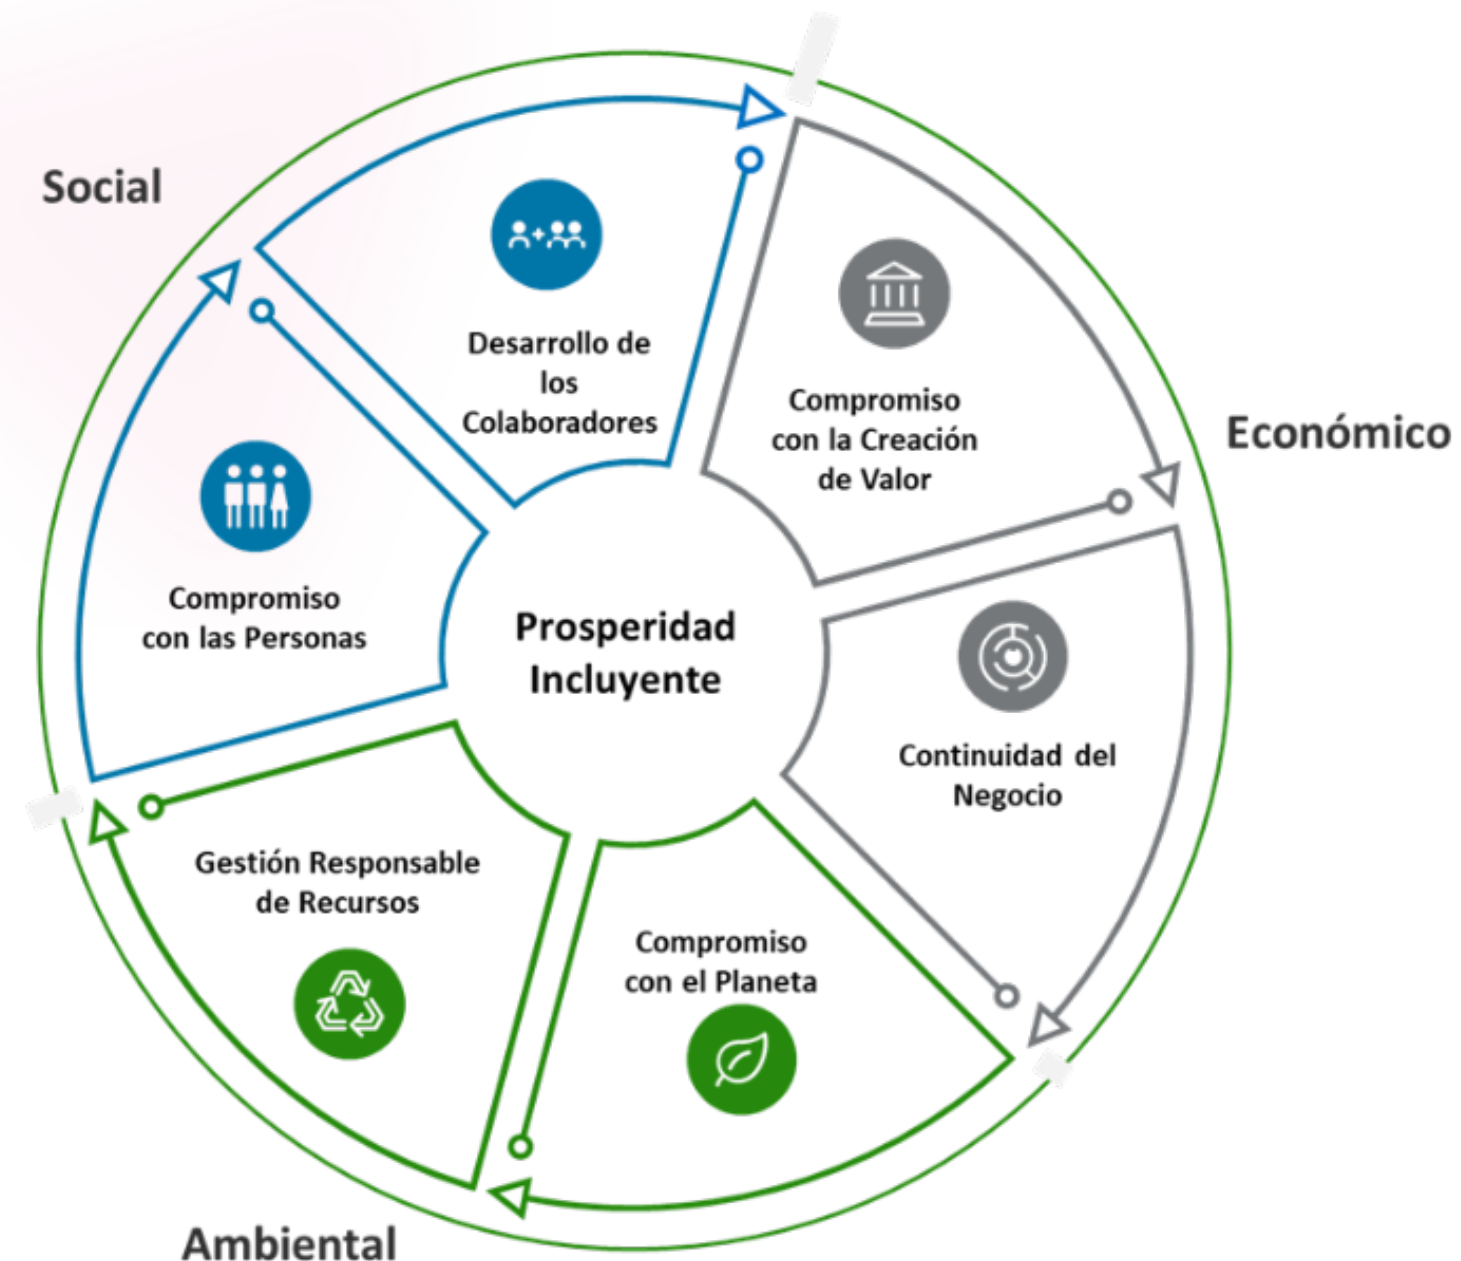 Social
Desarrollo de
los
Colaboradores
Compromiso
con la Creación
de Valor
Económico
Compromiso
con las Personas
Prosperidad
Incluyente
Continuidad del
Negocio
Gestión Responsable
de Recursos
Compromiso
con el Planeta
Ambiental